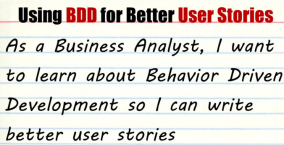 Using BDD for Better User Stories
As a Business Analyst, I want
to learn about Behavior Driven
Development so I can write
better user stories